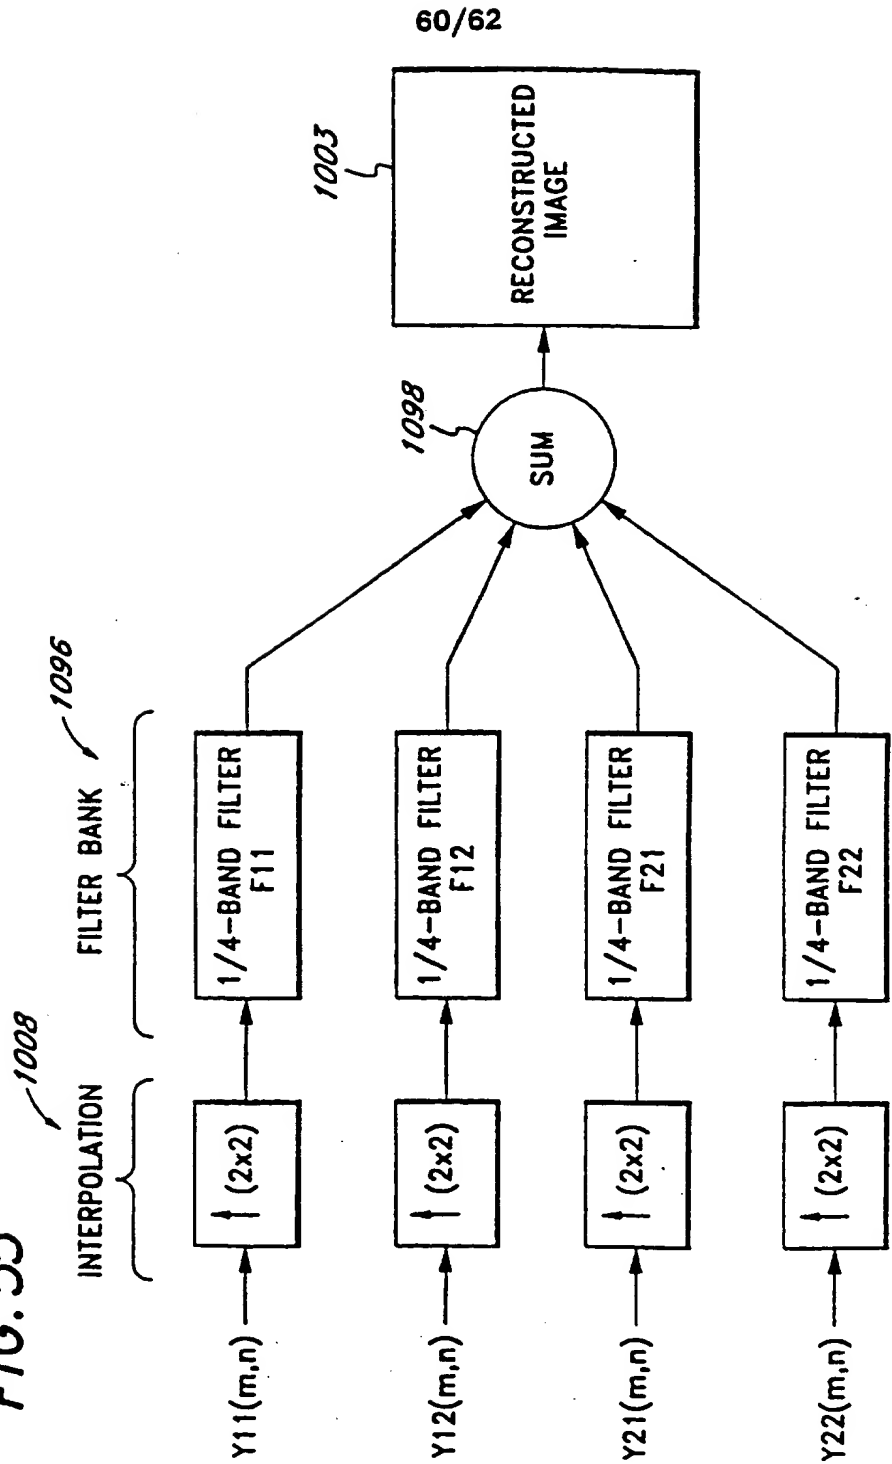 60/62
FIG. 55
INTERPOLATION
1008
FILTER BANK
1096
Y11(m,n)
(2x2)
1/4-BAND FILTER
F11
Y12(m,n)
(2x2)
1/4-BAND FILTER
F12
Y21(m,n)
(2x2)
1/4-BAND FILTER
F21
Y22(m,n)
(2x2)
1/4-BAND FILTER
F22
SUM
1098
RECONSTRUCTED
IMAGE
1003